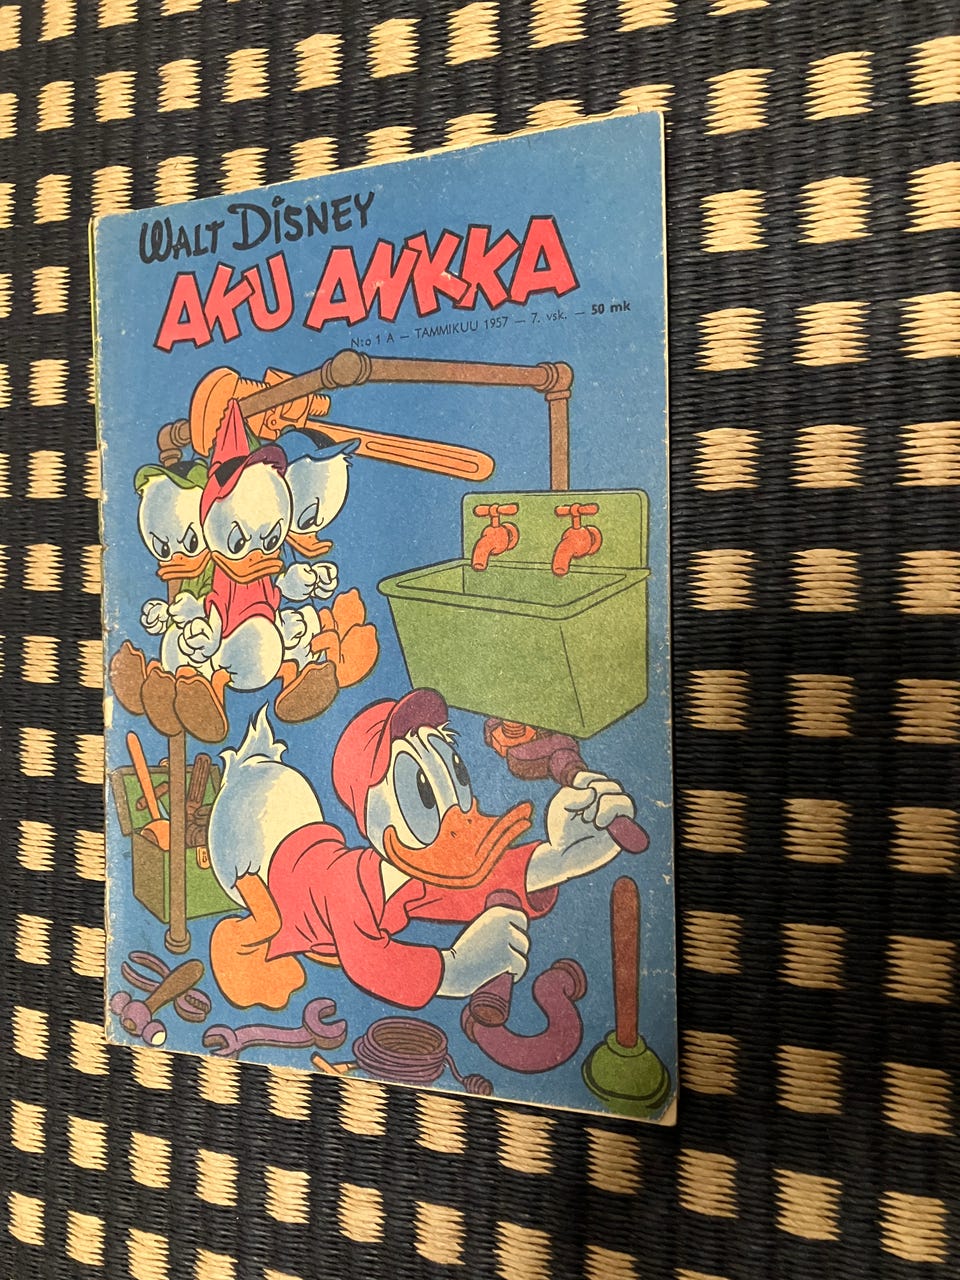 WALT DISNEY
AKU ANKKA
N:o 1 A — TAMMIKUU 1957 — 7. vsk. — 50 mk